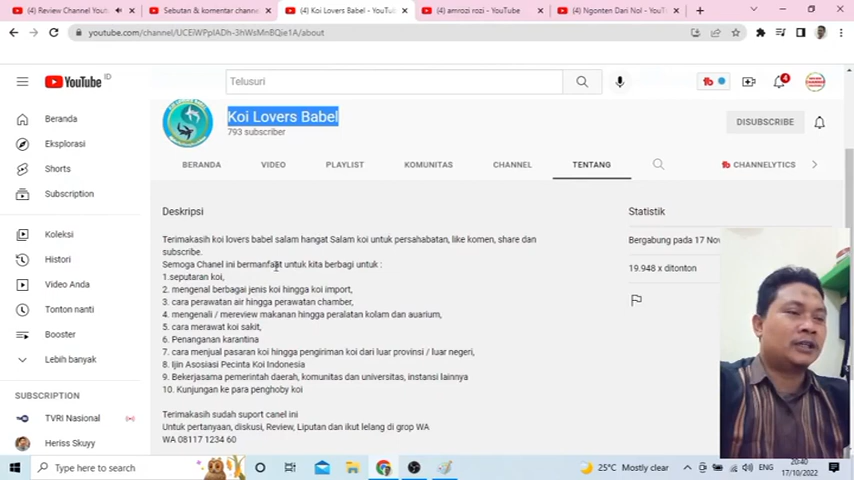 (4) Review Channel Youtu
Sebutan & komentar channel
(4) Koi Lovers Babel - YouTube
(4) amrozi rozi - YouTube
(4) Ngonten Dari Nol - YouT
youtube.com/channel/UCEiWPpIADh-3hWsMnBQie1A/about
YouTube ID
Telusuri
4
Beranda
Eksplorasi
Shorts
Subscription
Koleksi
Histori
Video Anda
Tonton nanti
Booster
Lebih banyak
SUBSCRIPTION
TVRI Nasional
Heriss Skuyy
Koi Lovers Babel
793 subscriber
DISUBSCRIBE
BERANDA
VIDEO
PLAYLIST
KOMUNITAS
CHANNEL
TENTANG
CHANNELYTICS
Deskripsi
Terimakasih koi lovers babel salam hangat Salam koi untuk persahabatan, like komen, share dan
subscribe.
Semoga Chanel ini bermanfaat untuk kita berbagi untuk :
1.seputaran koi,
2. mengenal berbagai jenis koi hingga koi import,
3. cara perawatan air hingga perawatan chamber,
4. mengenali / mereview makanan hingga peralatan kolam dan auarium,
5. cara merawat koi sakit,
6. Penanganan karantina
7. cara menjual pasaran koi hingga pengiriman koi dari luar provinsi / luar negeri,
8. Ijin Asosiasi Pecinta Koi Indonesia
9. Bekerjasama pemerintah daerah, komunitas dan universitas, instansi lainnya
10. Kunjungan ke para penghoby koi
Terimakasih sudah suport canel ini
Untuk pertanyaan, diskusi, Review, Liputan dan ikut lelang di grop WA
WA 08117 1234 60
Statistik
Bergabung pada 17 Nov
19.948 x ditonton
Type here to search
25°C Mostly clear
ENG
20:40
17/10/2022